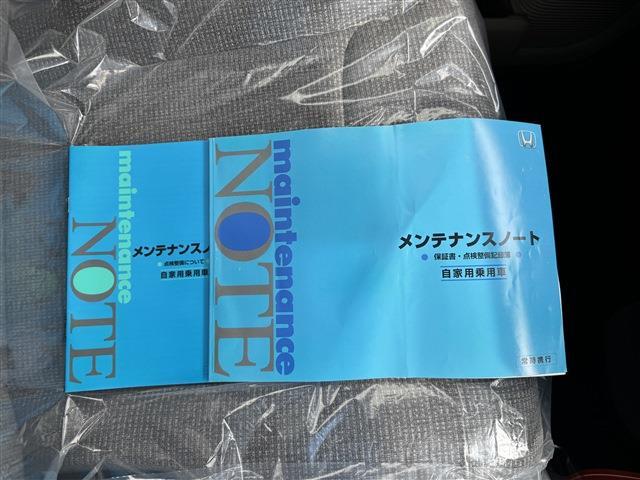 maintenance
NOTE
メンテナンスノ
点検整備について
自家用乗用車
maintenance
NOTE
メンテナンスノート
保証書・点検整備記録簿
自家用乗用車
常時携行